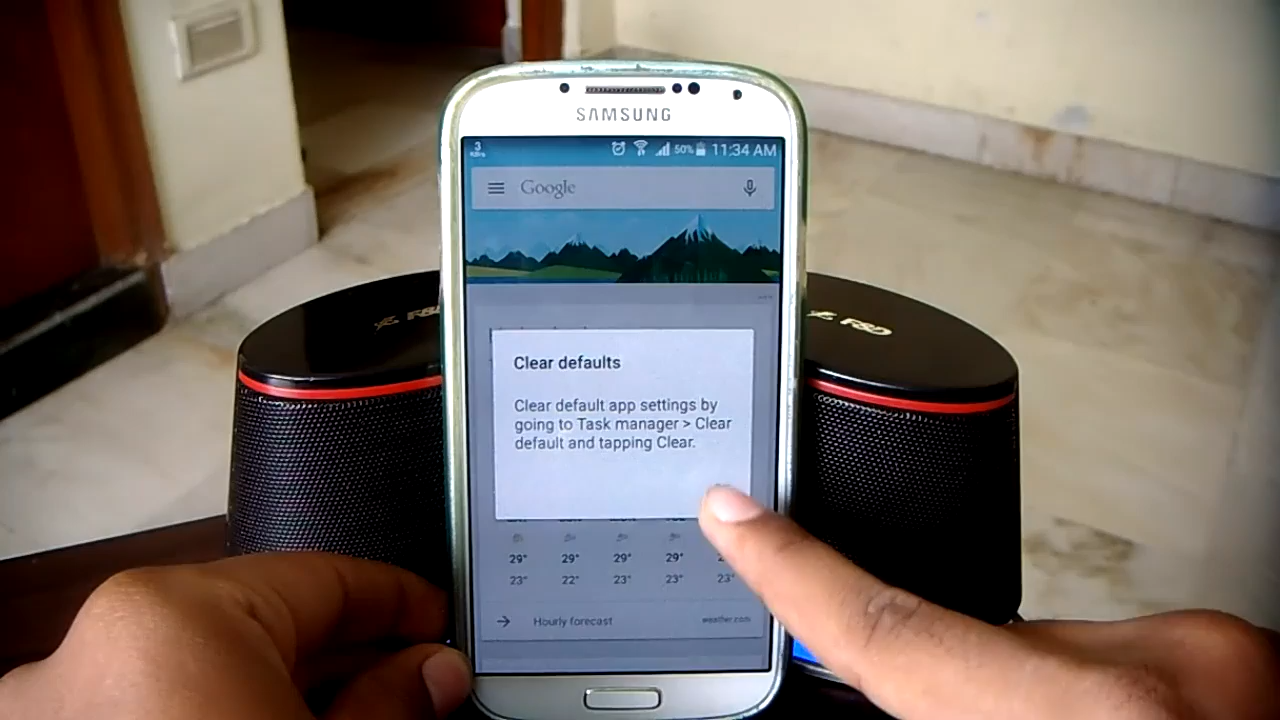 SAMSUNG
3
50% 11:34 AM
Google
F&D
F&D
Clear defaults
Clear default app settings by
going to Task manager > Clear
default and tapping Clear.
29° 29° 29° 29°
23° 22° 23° 23° 23°
Hourly forecast weather.com